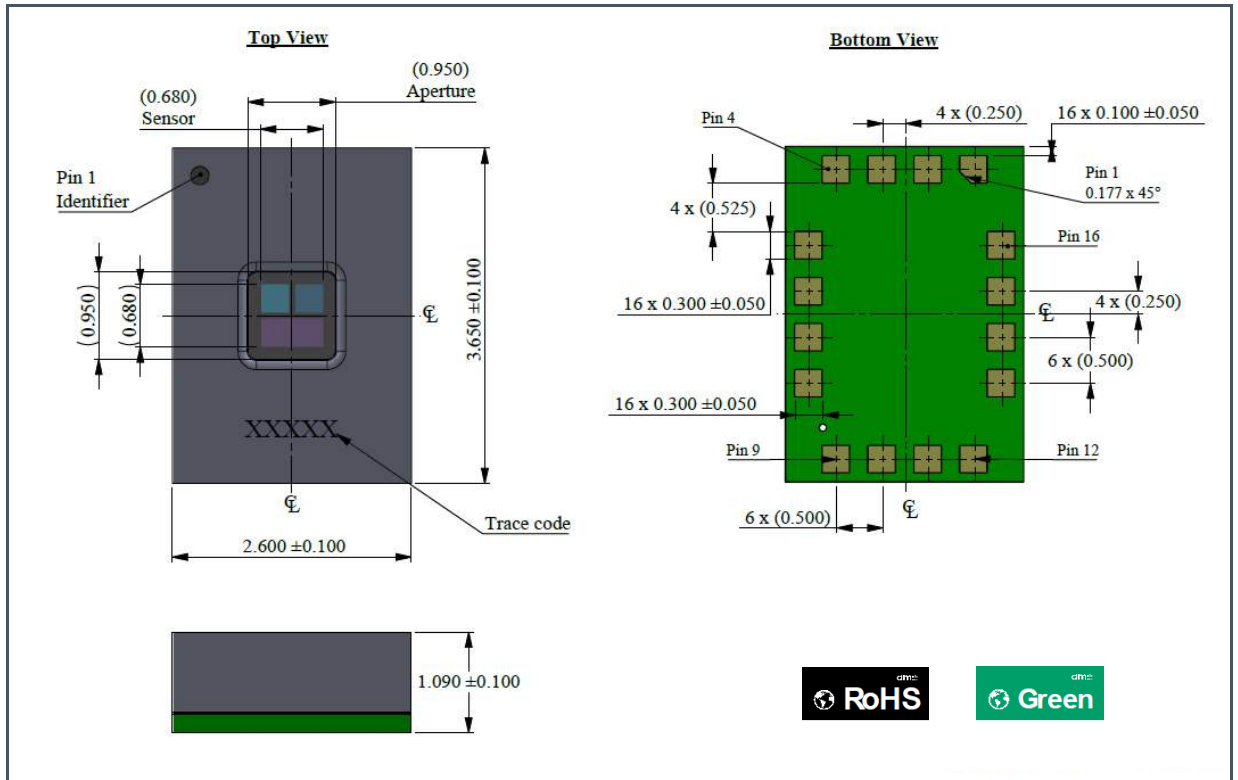 Top View
(0.950)
Aperture
(0.680)
Sensor
Pin 1
Identifier
(0.950)
(0.680)
3.650 ±0.100
℄
XXXXX
℄
Trace code
2.600 ±0.100
1.090 ±0.100
Bottom View
4 x (0.250)
16 x 0.100 ±0.050
Pin 4
Pin 1
0.177 x 45°
4 x (0.525)
Pin 16
16 x 0.300 ±0.050
4 x (0.250)
℄
6 x (0.500)
16 x 0.300 ±0.050
Pin 9
Pin 12
6 x (0.500)
℄
am
RoHS
am
Green